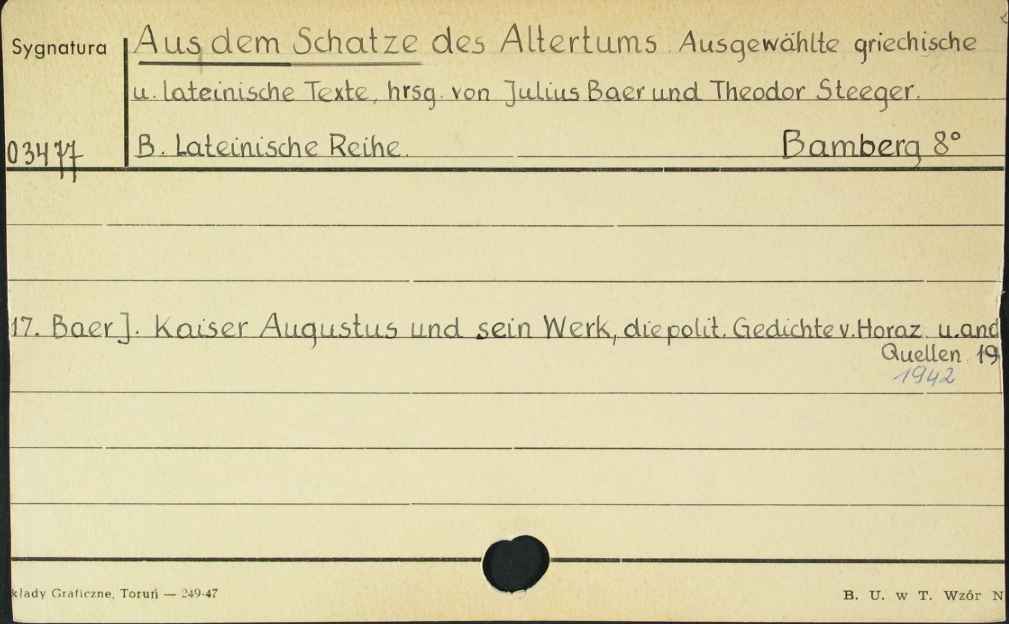 Sygnatura
Aus dem Schatze des Altertums. Ausgewählte griechische
u. lateinische Texte, hrsg. von Julius Baer und Theodor Steeger.
03477
B. Lateinische Reihe. Bamberg 8°
17. Baer J. Kaiser Augustus und sein Werk, die polit. Gedichte v. Horaz u. and
Quellen 19
1942
kłady Graficzne, Toruń — 249-47
B. U. w T. Wzór N